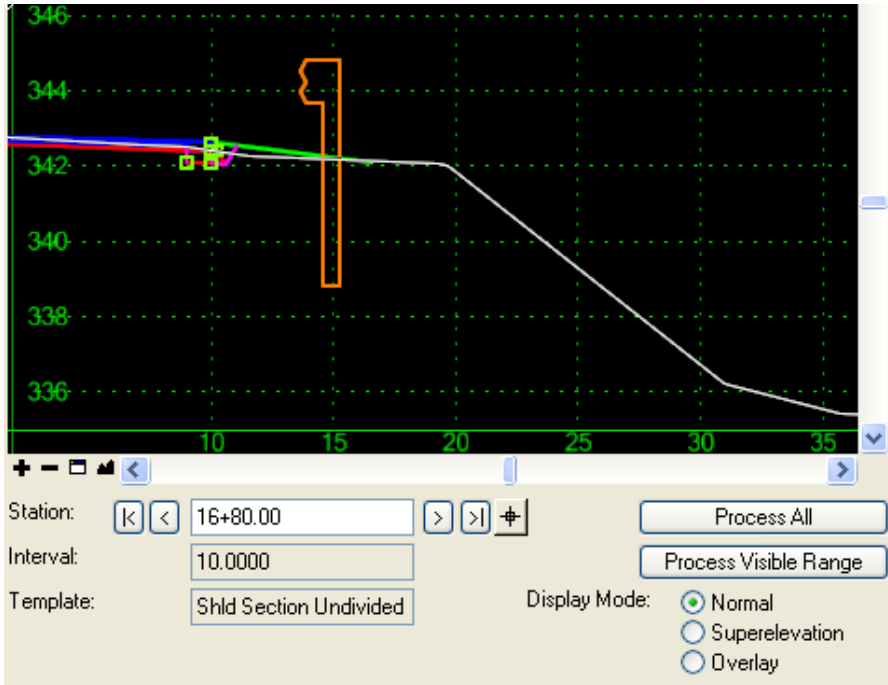 346
344
342
340
338
336
10 15 20 25 30 35
Station: 16+80.00 Process All
Interval: 10.0000 Process Visible Range
Template: Shld Section Undivided Display Mode: Normal
Superelevation
Overlay